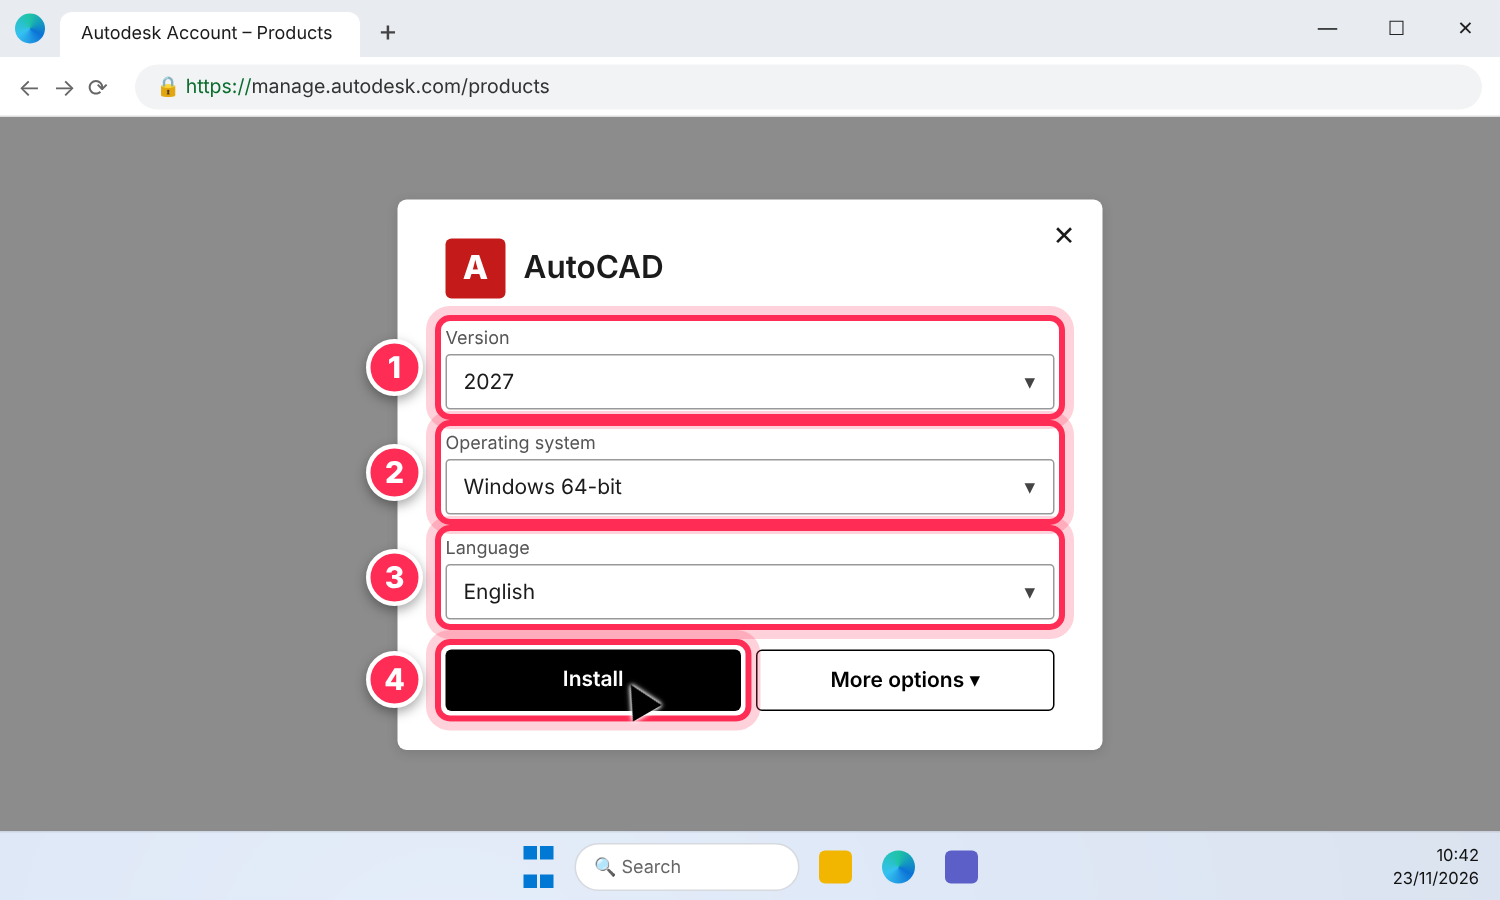 Autodesk Account – Products
https://manage.autodesk.com/products
A
AutoCAD
1
Version
2027
2
Operating system
Windows 64-bit
3
Language
English
4
Install
More options
Search
10:42
23/11/2026